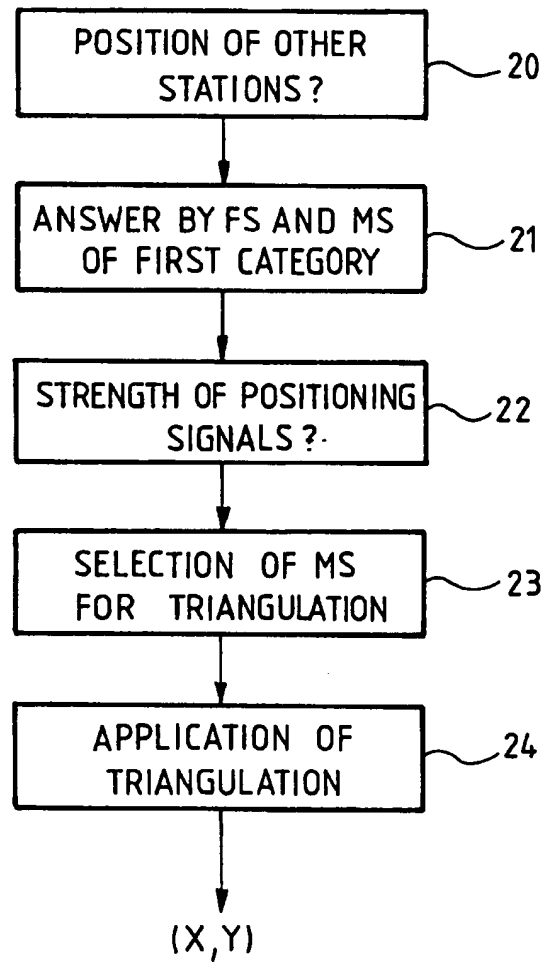 POSITION OF OTHER
STATIONS?
20
ANSWER BY FS AND MS
OF FIRST CATEGORY
21
STRENGTH OF POSITIONING
SIGNALS?
22
SELECTION OF MS
FOR TRIANGULATION
23
APPLICATION OF
TRIANGULATION
24
(X,Y)